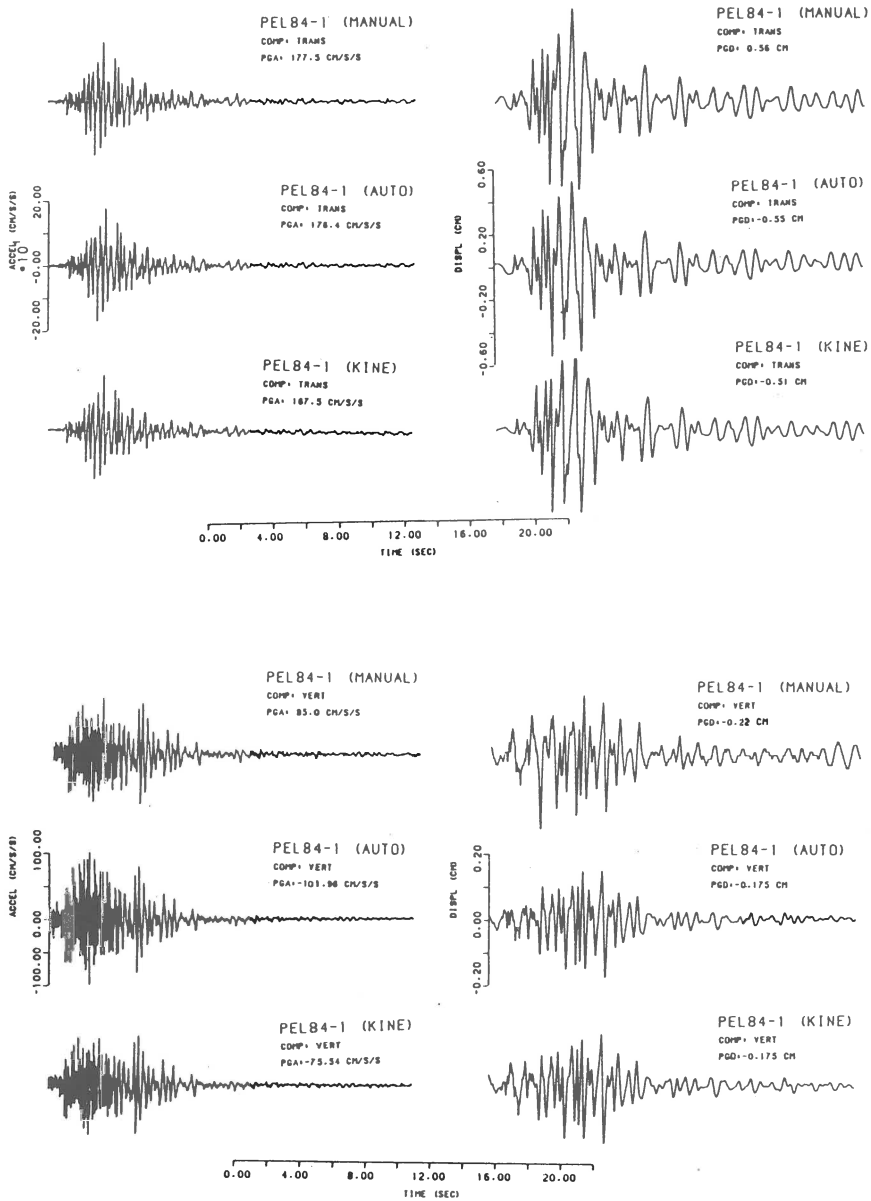 PEL84-1 (MANUAL)
COMP: TRANS
PGA: 177.5 CM/S/S
PEL84-1 (MANUAL)
COMP: TRANS
PGD: 0.56 CM
PEL84-1 (AUTO)
COMP: TRANS
PGA: 176.4 CM/S/S
ACCEL (CM/S/S)
*10¹
20.00
-0.00
-20.00
PEL84-1 (AUTO)
COMP: TRANS
PGD:-0.55 CM
DISPL (CM)
0.60
0.20
-0.20
-0.60
PEL84-1 (KINE)
COMP: TRANS
PGA: 167.5 CM/S/S
PEL84-1 (KINE)
COMP: TRANS
PGD:-0.51 CM
0.00 4.00 8.00 12.00 16.00 20.00
TIME (SEC)
PEL84-1 (MANUAL)
COMP: VERT
PGA: 85.0 CM/S/S
PEL84-1 (MANUAL)
COMP: VERT
PGD:-0.22 CM
PEL84-1 (AUTO)
COMP: VERT
PGA:-101.96 CM/S/S
ACCEL (CM/S/S)
100.00
0.00
-100.00
PEL84-1 (AUTO)
COMP: VERT
PGD:-0.175 CM
DISPL (CM)
0.20
0.00
-0.20
PEL84-1 (KINE)
COMP: VERT
PGA:-75.54 CM/S/S
PEL84-1 (KINE)
COMP: VERT
PGD:-0.175 CM
0.00 4.00 8.00 12.00 16.00 20.00
TIME (SEC)